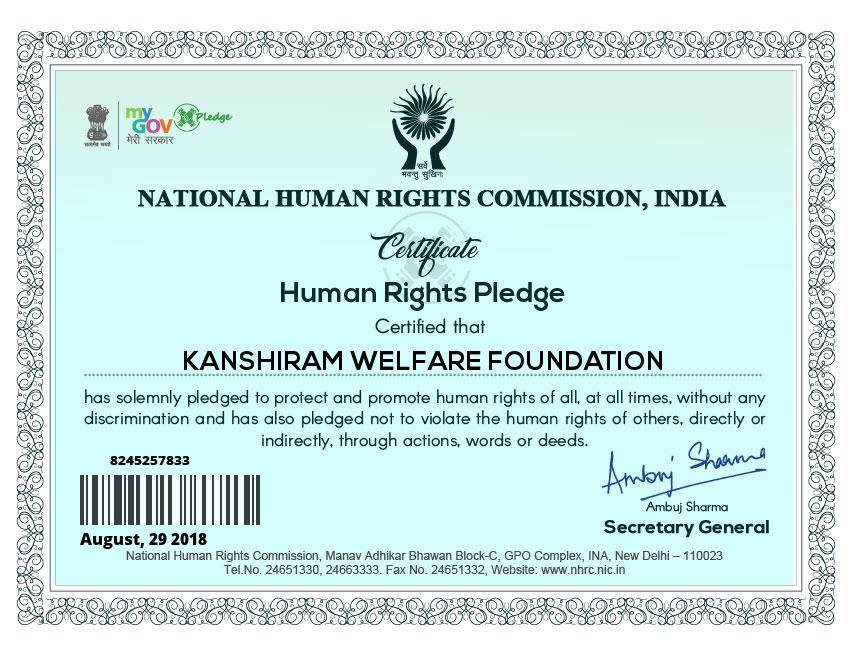 सत्यमेव जयते
my
GOV
मेरी सरकार
Pledge
सर्वे
भवन्तु सुखिनः
NATIONAL HUMAN RIGHTS COMMISSION, INDIA
Certificate
Human Rights Pledge
Certified that
KANSHIRAM WELFARE FOUNDATION
has solemnly pledged to protect and promote human rights of all, at all times, without any
discrimination and has also pledged not to violate the human rights of others, directly or
indirectly, through actions, words or deeds.
8245257833
Ambuj Sharma
Ambuj Sharma
Secretary General
August, 29 2018
National Human Rights Commission, Manav Adhikar Bhawan Block-C, GPO Complex, INA, New Delhi – 110023
Tel.No. 24651330, 24663333. Fax No. 24651332, Website: www.nhrc.nic.in